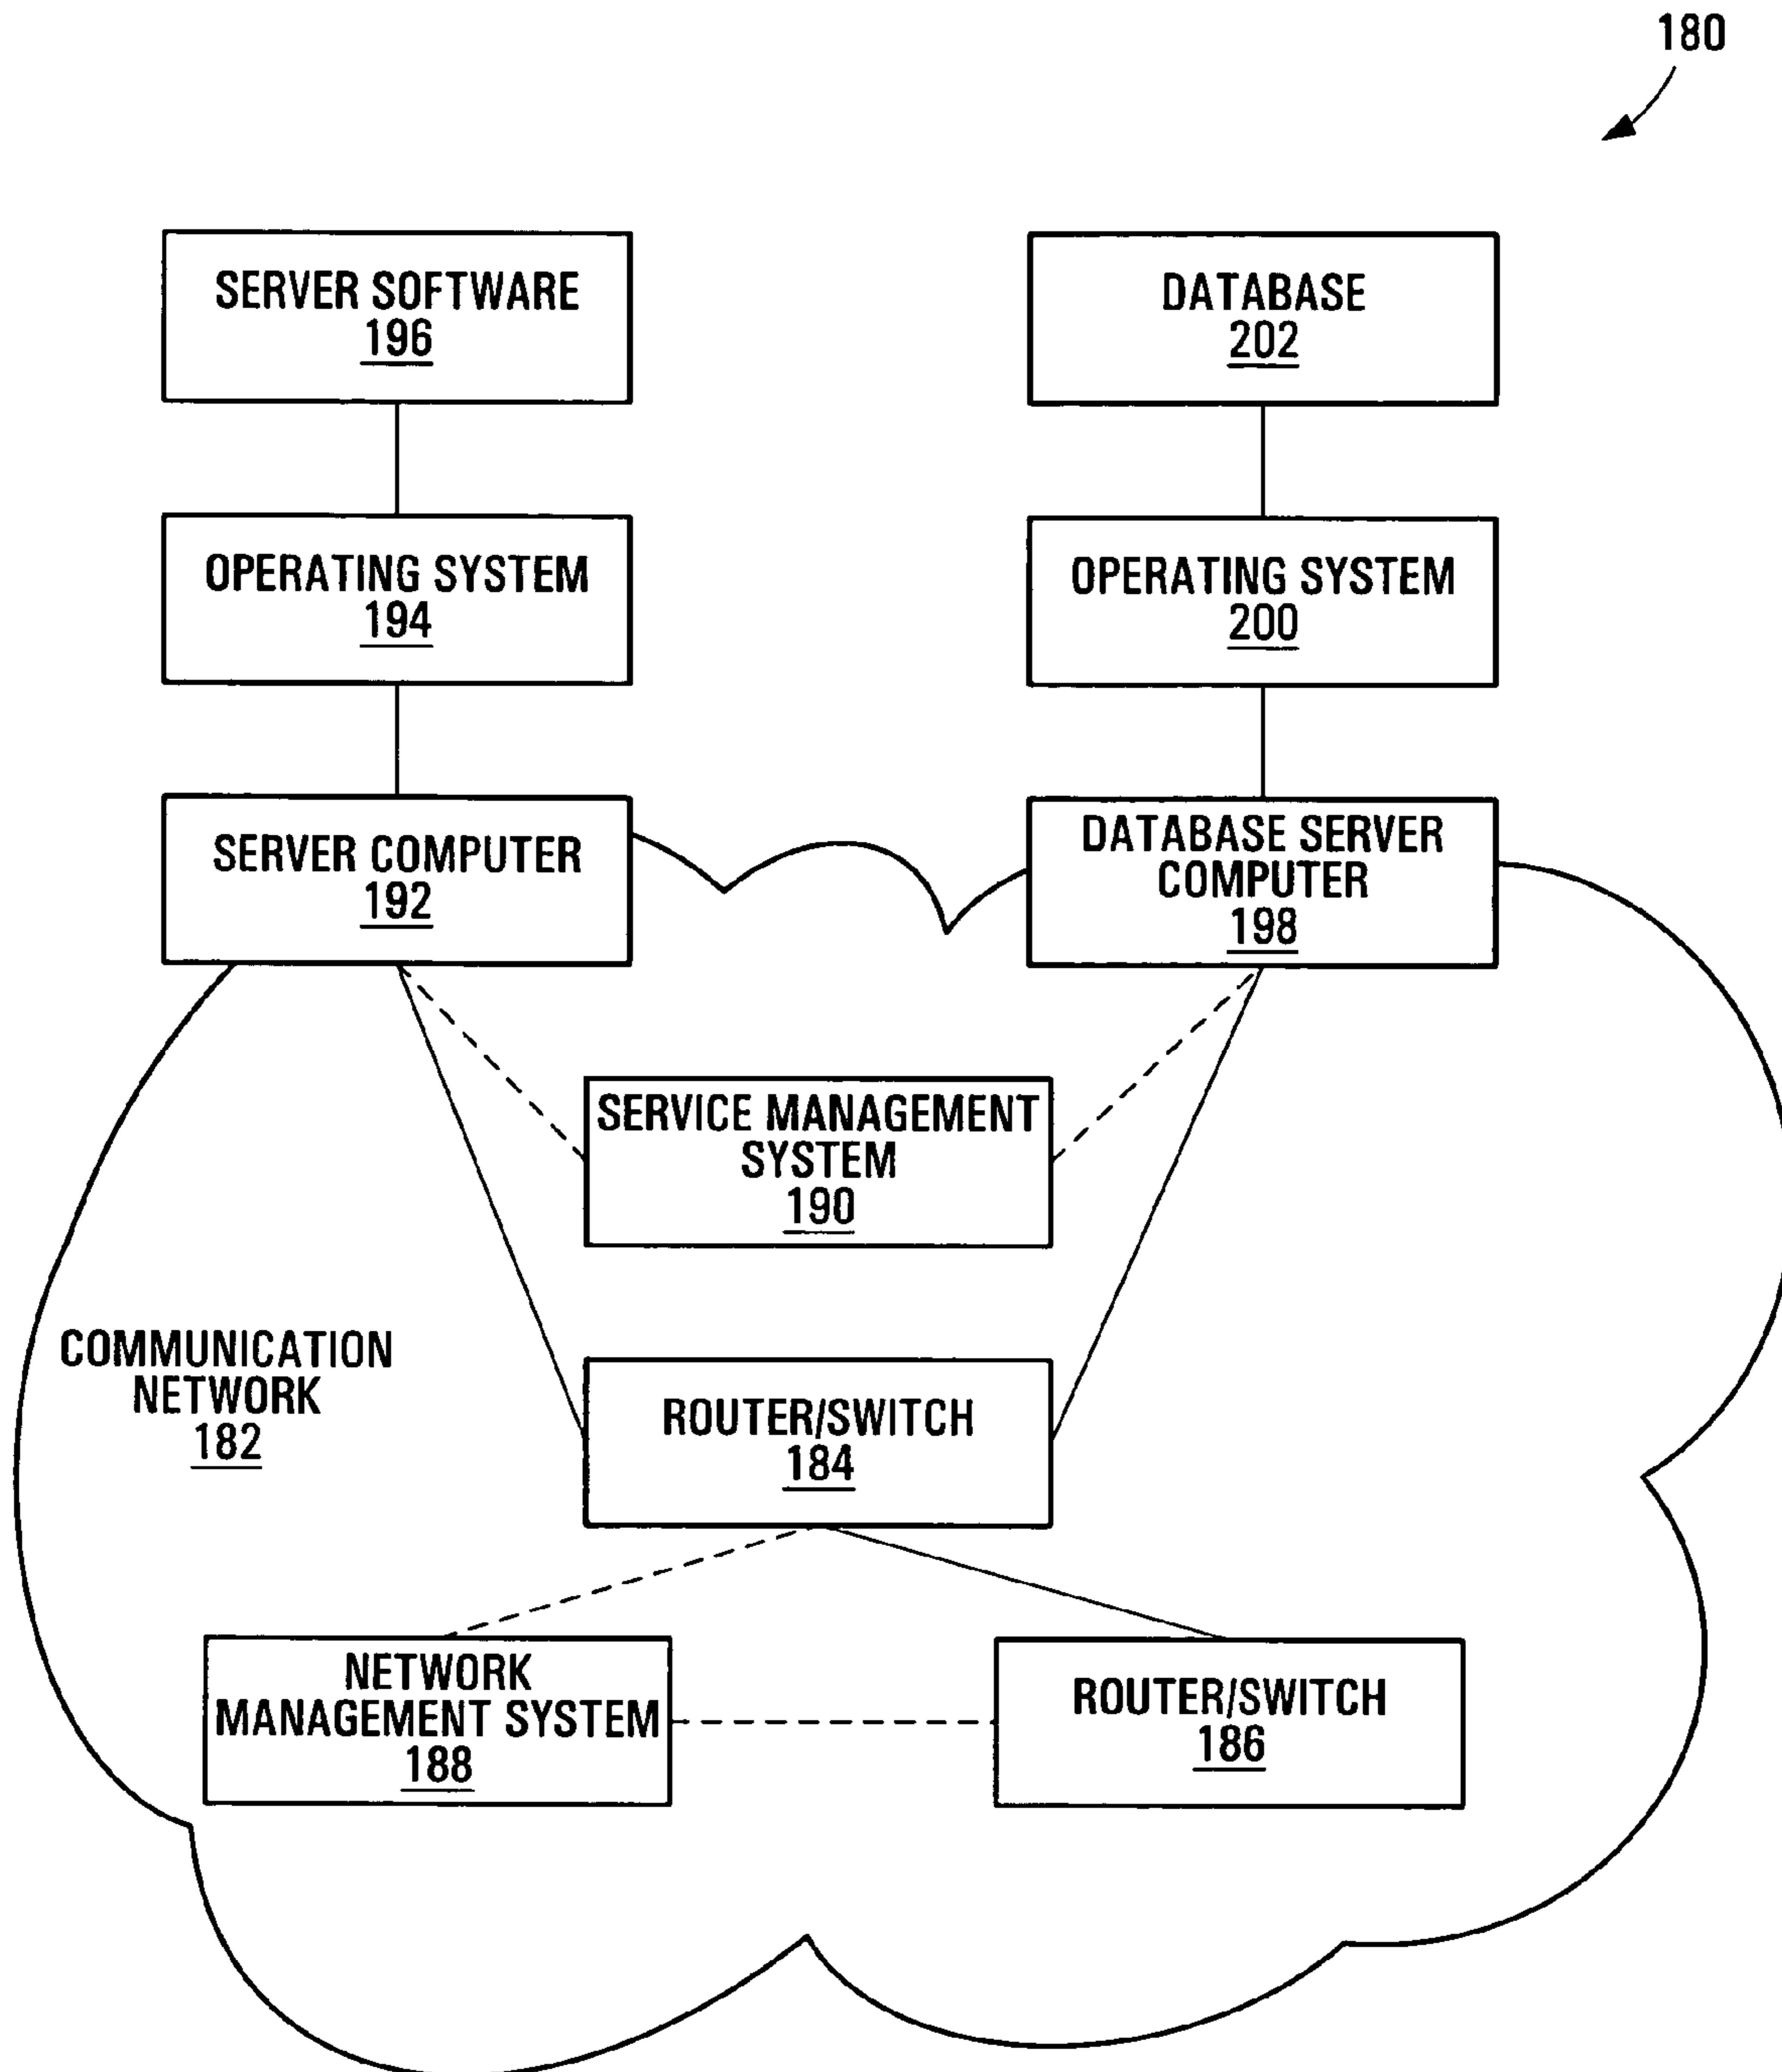 180
SERVER SOFTWARE
196
DATABASE
202
OPERATING SYSTEM
194
OPERATING SYSTEM
200
SERVER COMPUTER
192
DATABASE SERVER
COMPUTER
198
SERVICE MANAGEMENT
SYSTEM
190
COMMUNICATION
NETWORK
182
ROUTER/SWITCH
184
NETWORK
MANAGEMENT SYSTEM
188
ROUTER/SWITCH
186